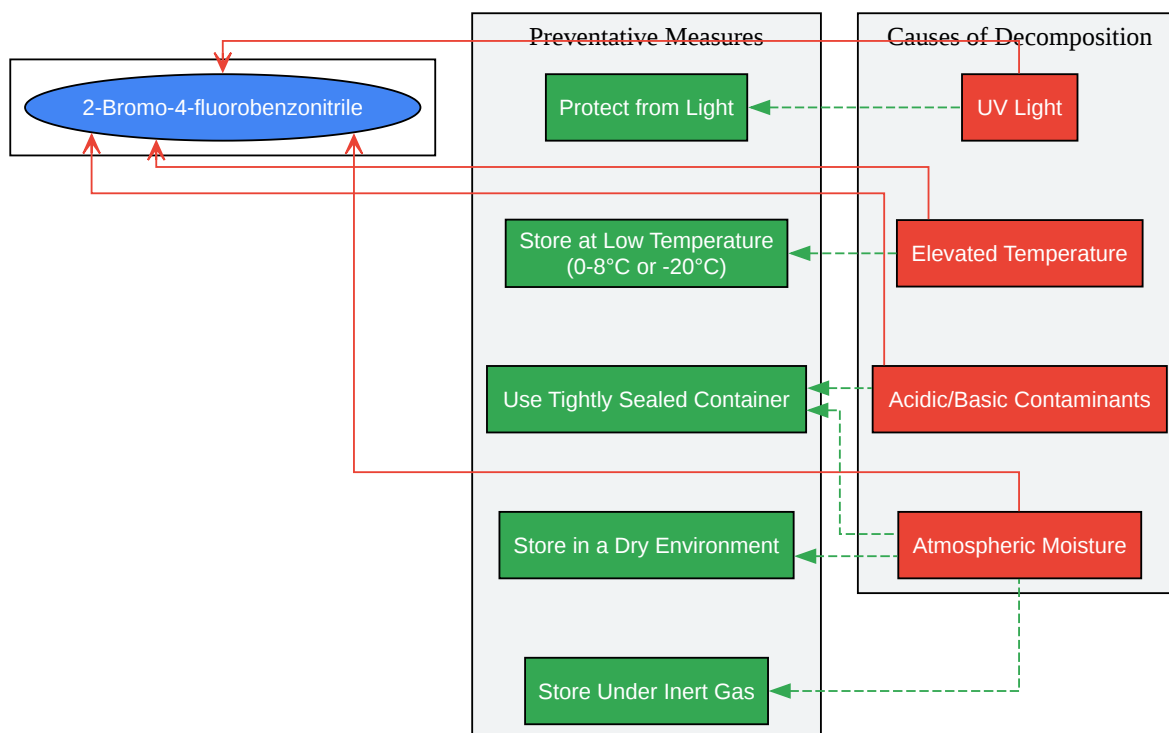 Preventative Measures
Causes of Decomposition
2-Bromo-4-fluorobenzonitrile
Protect from Light
UV Light
Store at Low Temperature
(0-8°C or -20°C)
Elevated Temperature
Use Tightly Sealed Container
Acidic/Basic Contaminants
Store in a Dry Environment
Atmospheric Moisture
Store Under Inert Gas